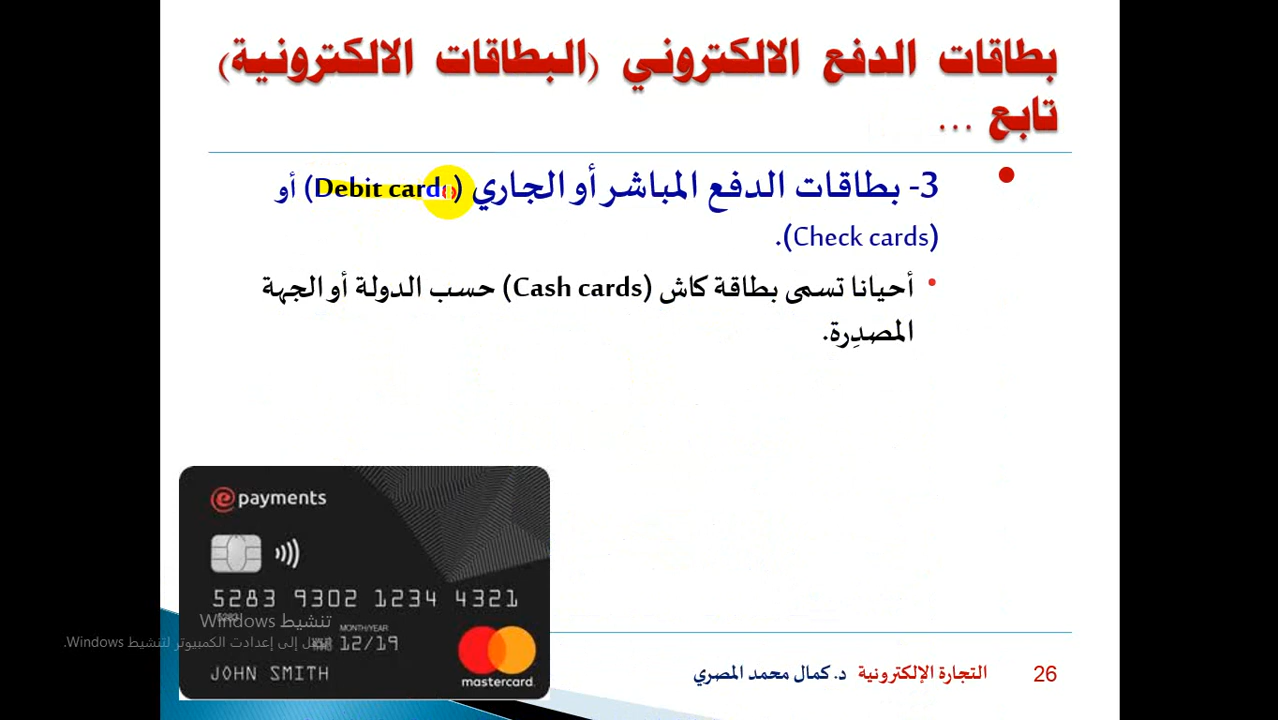 بطاقات الدفع الالكتروني (البطاقات الالكترونية)
تابع ...
3- بطاقات الدفع المباشر أو الجاري (Debit cards) أو
(Check cards).
أحيانا تسمى بطاقة كاش (Cash cards) حسب الدولة أو الجهة
المصدِرة.
payments
5283 9302 1234 4321
5283
تنشيط Windows
MONTH/YEAR
12/19
إلى إعدادت الكمبيوتر لتنشيط Windows.
JOHN SMITH
mastercard.
26 التجارة الإلكترونية د. كمال محمد المصري